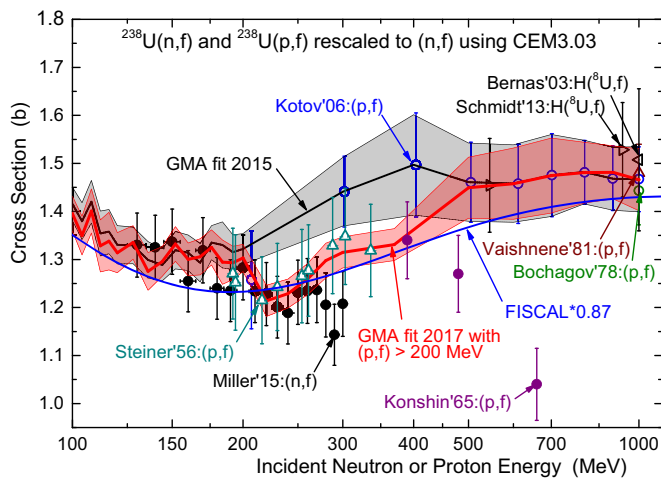 ²³⁸U(n,f) and ²³⁸U(p,f) rescaled to (n,f) using CEM3.03
1.8
1.7
1.6
1.5
1.4
1.3
1.2
1.1
1.0
Cross Section (b)
Bernas'03:H(⁸U,f)
Schmidt'13:H(⁸U,f)
Kotov'06:(p,f)
GMA fit 2015
Vaishnene'81:(p,f)
Bochagov'78:(p,f)
FISCAL*0.87
GMA fit 2017 with
(p,f) > 200 MeV
Steiner'56:(p,f)
Miller'15:(n,f)
Konshin'65:(p,f)
100 150 200 300 400 500 700 1000
Incident Neutron or Proton Energy (MeV)